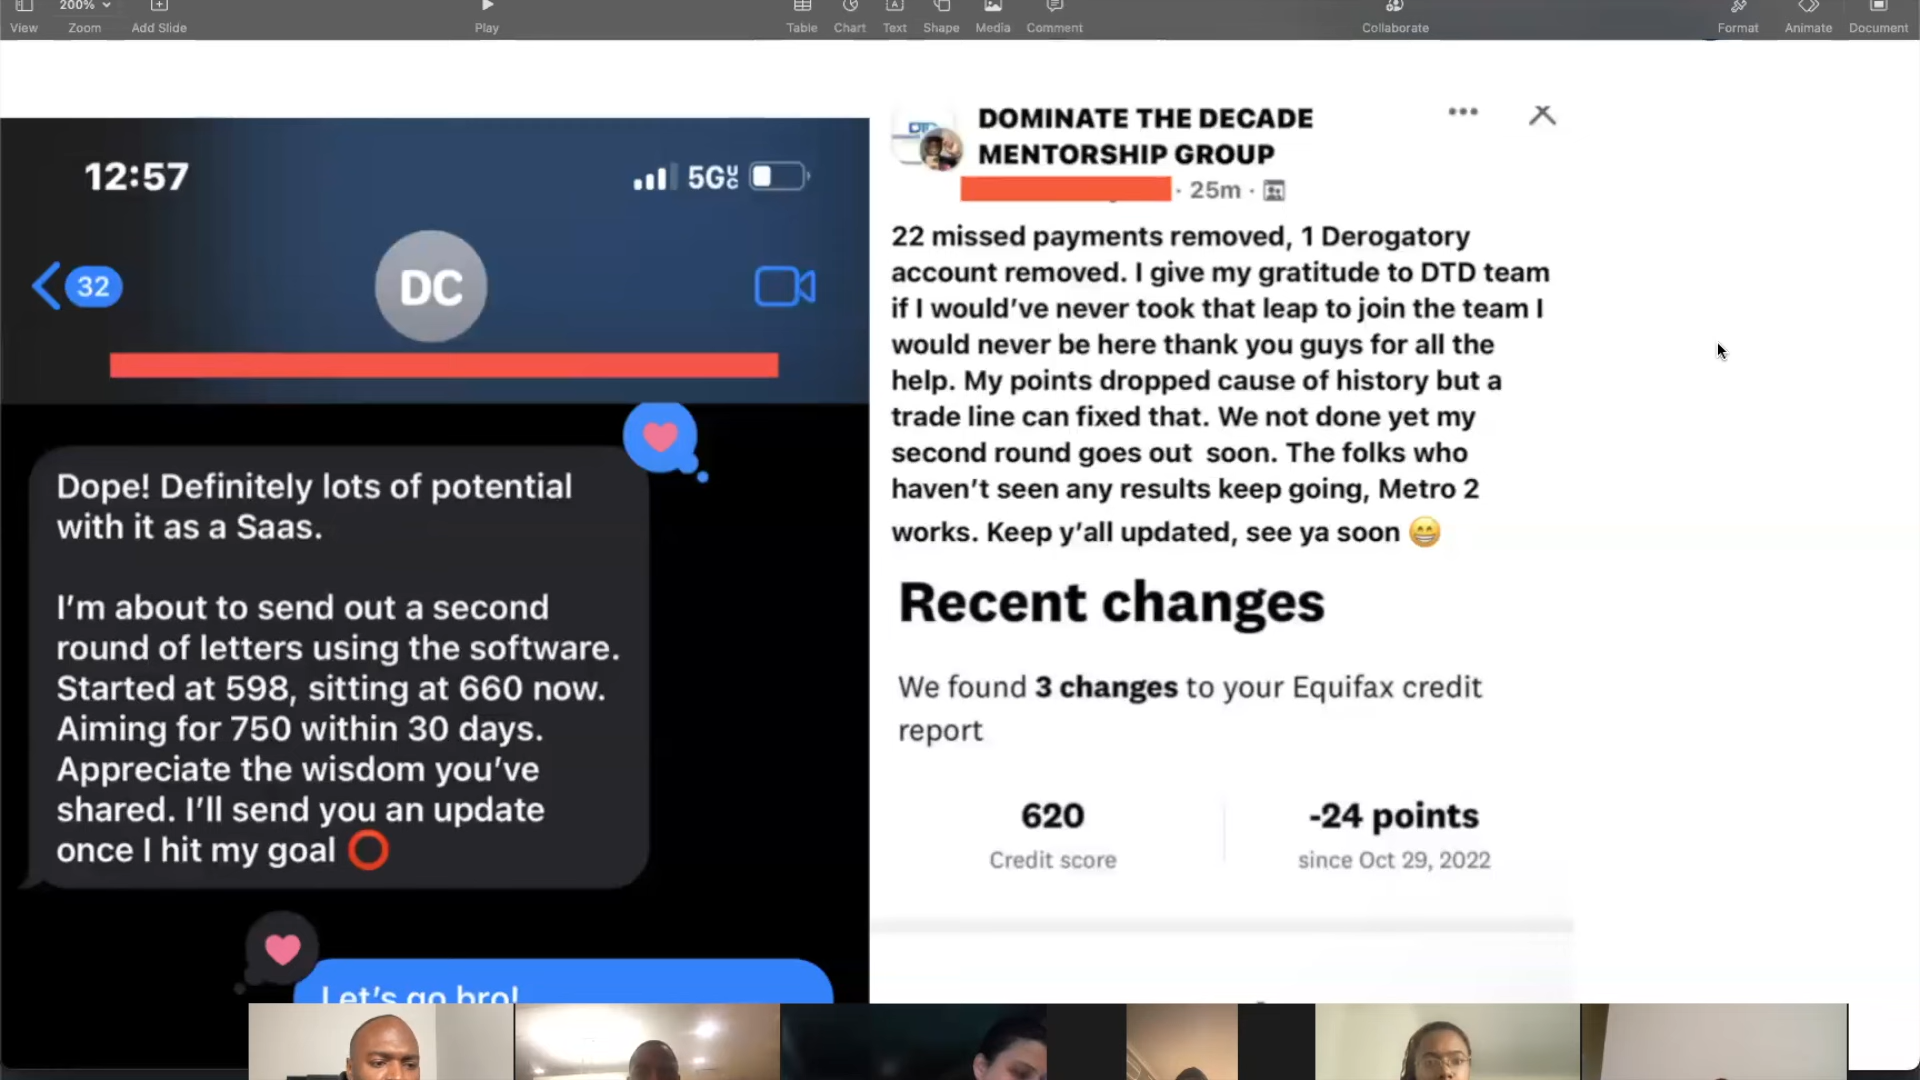 200%
View
Zoom
Add Slide
Play
Table
Chart
Text
Shape
Media
Comment
Collaborate
Format
Animate
Document
12:57
5G UC
32
DC
Dope! Definitely lots of potential
with it as a Saas.
I'm about to send out a second
round of letters using the software.
Started at 598, sitting at 660 now.
Aiming for 750 within 30 days.
Appreciate the wisdom you've
shared. I'll send you an update
once I hit my goal ⭕
Let's go bro!
DTD
DOMINATE THE DECADE
MENTORSHIP GROUP
· 25m ·
22 missed payments removed, 1 Derogatory
account removed. I give my gratitude to DTD team
if I would've never took that leap to join the team I
would never be here thank you guys for all the
help. My points dropped cause of history but a
trade line can fixed that. We not done yet my
second round goes out  soon. The folks who
haven't seen any results keep going, Metro 2
works. Keep y'all updated, see ya soon 😁
Recent changes
We found 3 changes to your Equifax credit
report
620
Credit score
-24 points
since Oct 29, 2022